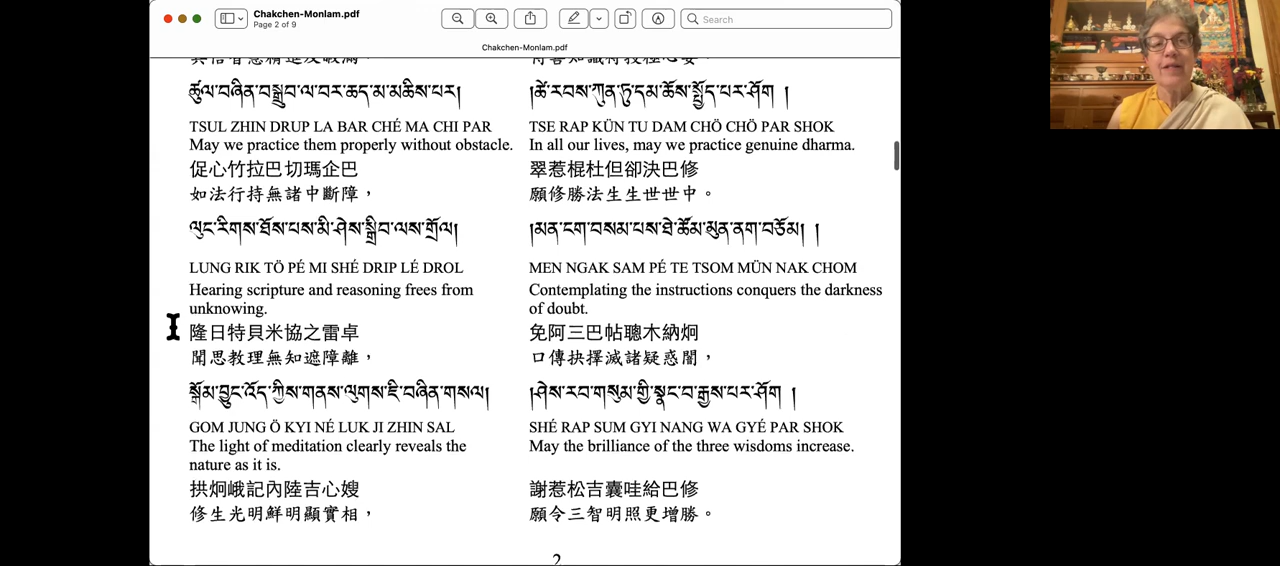 Chakchen-Monlam.pdf
Page 2 of 9
Search
Chakchen-Monlam.pdf
ཚུལ་བཞིན་བསྒྲུབ་ལ་བར་ཆད་མ་མཆིས་པར།
།ཚེ་རབས་ཀུན་ཏུ་དམ་ཆོས་སྤྱོད་པར་ཤོག །
TSUL ZHIN DRUP LA BAR CHÉ MA CHI PAR
TSE RAP KÜN TU DAM CHÖ CHÖ PAR SHOK
May we practice them properly without obstacle.
In all our lives, may we practice genuine dharma.
促心竹拉巴切瑪企巴
翠惹棍杜但卻決巴修
如法行持無諸中斷障，
願修勝法生生世世中。
ལུང་རིགས་ཐོས་པས་མི་ཤེས་སྒྲིབ་ལས་གྲོལ།
།མན་ངག་བསམ་པས་ཐེ་ཚོམ་མུན་ནག་བཅོམ། །
LUNG RIK TÖ PÉ MI SHÉ DRIP LÉ DROL
MEN NGAK SAM PÉ TE TSOM MÜN NAK CHOM
Hearing scripture and reasoning frees from
unknowing.
Contemplating the instructions conquers the darkness
of doubt.
隆日特貝米協之雷卓
免阿三巴帖聰木納炯
聞思教理無知遮障離，
口傳抉擇滅諸疑惑闇，
སྒོམ་བྱུང་འོད་ཀྱིས་གནས་ལུགས་ཇི་བཞིན་གསལ།
།ཤེས་རབ་གསུམ་གྱི་སྣང་བ་རྒྱས་པར་ཤོག །
GOM JUNG Ö KYI NÉ LUK JI ZHIN SAL
SHÉ RAP SUM GYI NANG WA GYÉ PAR SHOK
The light of meditation clearly reveals the
nature as it is.
May the brilliance of the three wisdoms increase.
拱炯峨記內陸吉心嫂
謝惹松吉囊哇給巴修
修生光明鮮明顯實相，
願令三智明照更增勝。
2